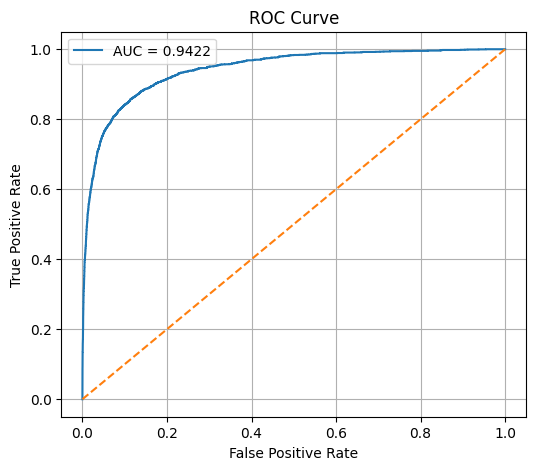 ROC Curve
AUC = 0.9422
True Positive Rate
1.0
0.8
0.6
0.4
0.2
0.0
0.0 0.2 0.4 0.6 0.8 1.0
False Positive Rate